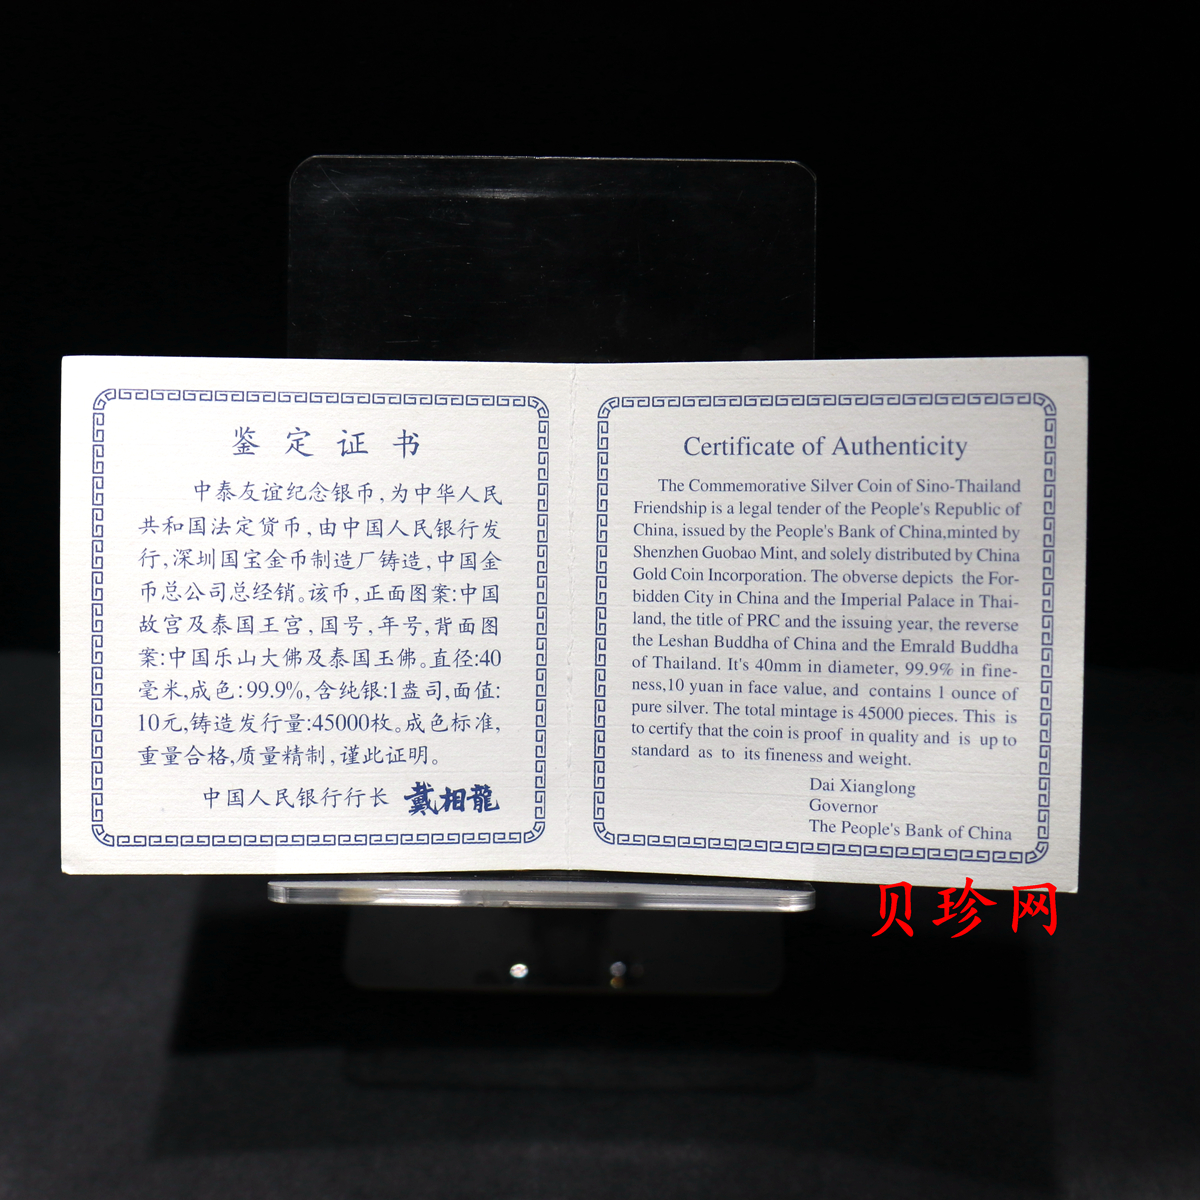 鉴定证书
中泰友谊纪念银币,为中华人民
共和国法定货币,由中国人民银行发
行,深圳国宝金币制造厂铸造,中国金
币总公司总经销。该币,正面图案:中国
故宫及泰国王宫,国号,年号,背面图
案:中国乐山大佛及泰国玉佛。直径:40
毫米,成色:99.9%,含纯银:1盎司,面值:
10元,铸造发行量:45000枚。成色标准,
重量合格,质量精制,谨此证明。
中国人民银行行长 戴相龍
Certificate of Authenticity
The Commemorative Silver Coin of Sino-Thailand
Friendship is a legal tender of the People's Republic of
China, issued by the People's Bank of China,minted by
Shenzhen Guobao Mint, and solely distributed by China
Gold Coin Incorporation. The obverse depicts the For-
bidden City in China and the Imperial Palace in Thai-
land, the title of PRC and the issuing year, the reverse
the Leshan Buddha of China and the Emrald Buddha
of Thailand. It's 40mm in diameter, 99.9% in fine-
ness,10 yuan in face value, and contains 1 ounce of
pure silver. The total mintage is 45000 pieces. This is
to certify that the coin is proof in quality and is up to
standard as to its fineness and weight.
Dai Xianglong
Governor
The People's Bank of China
贝珍网